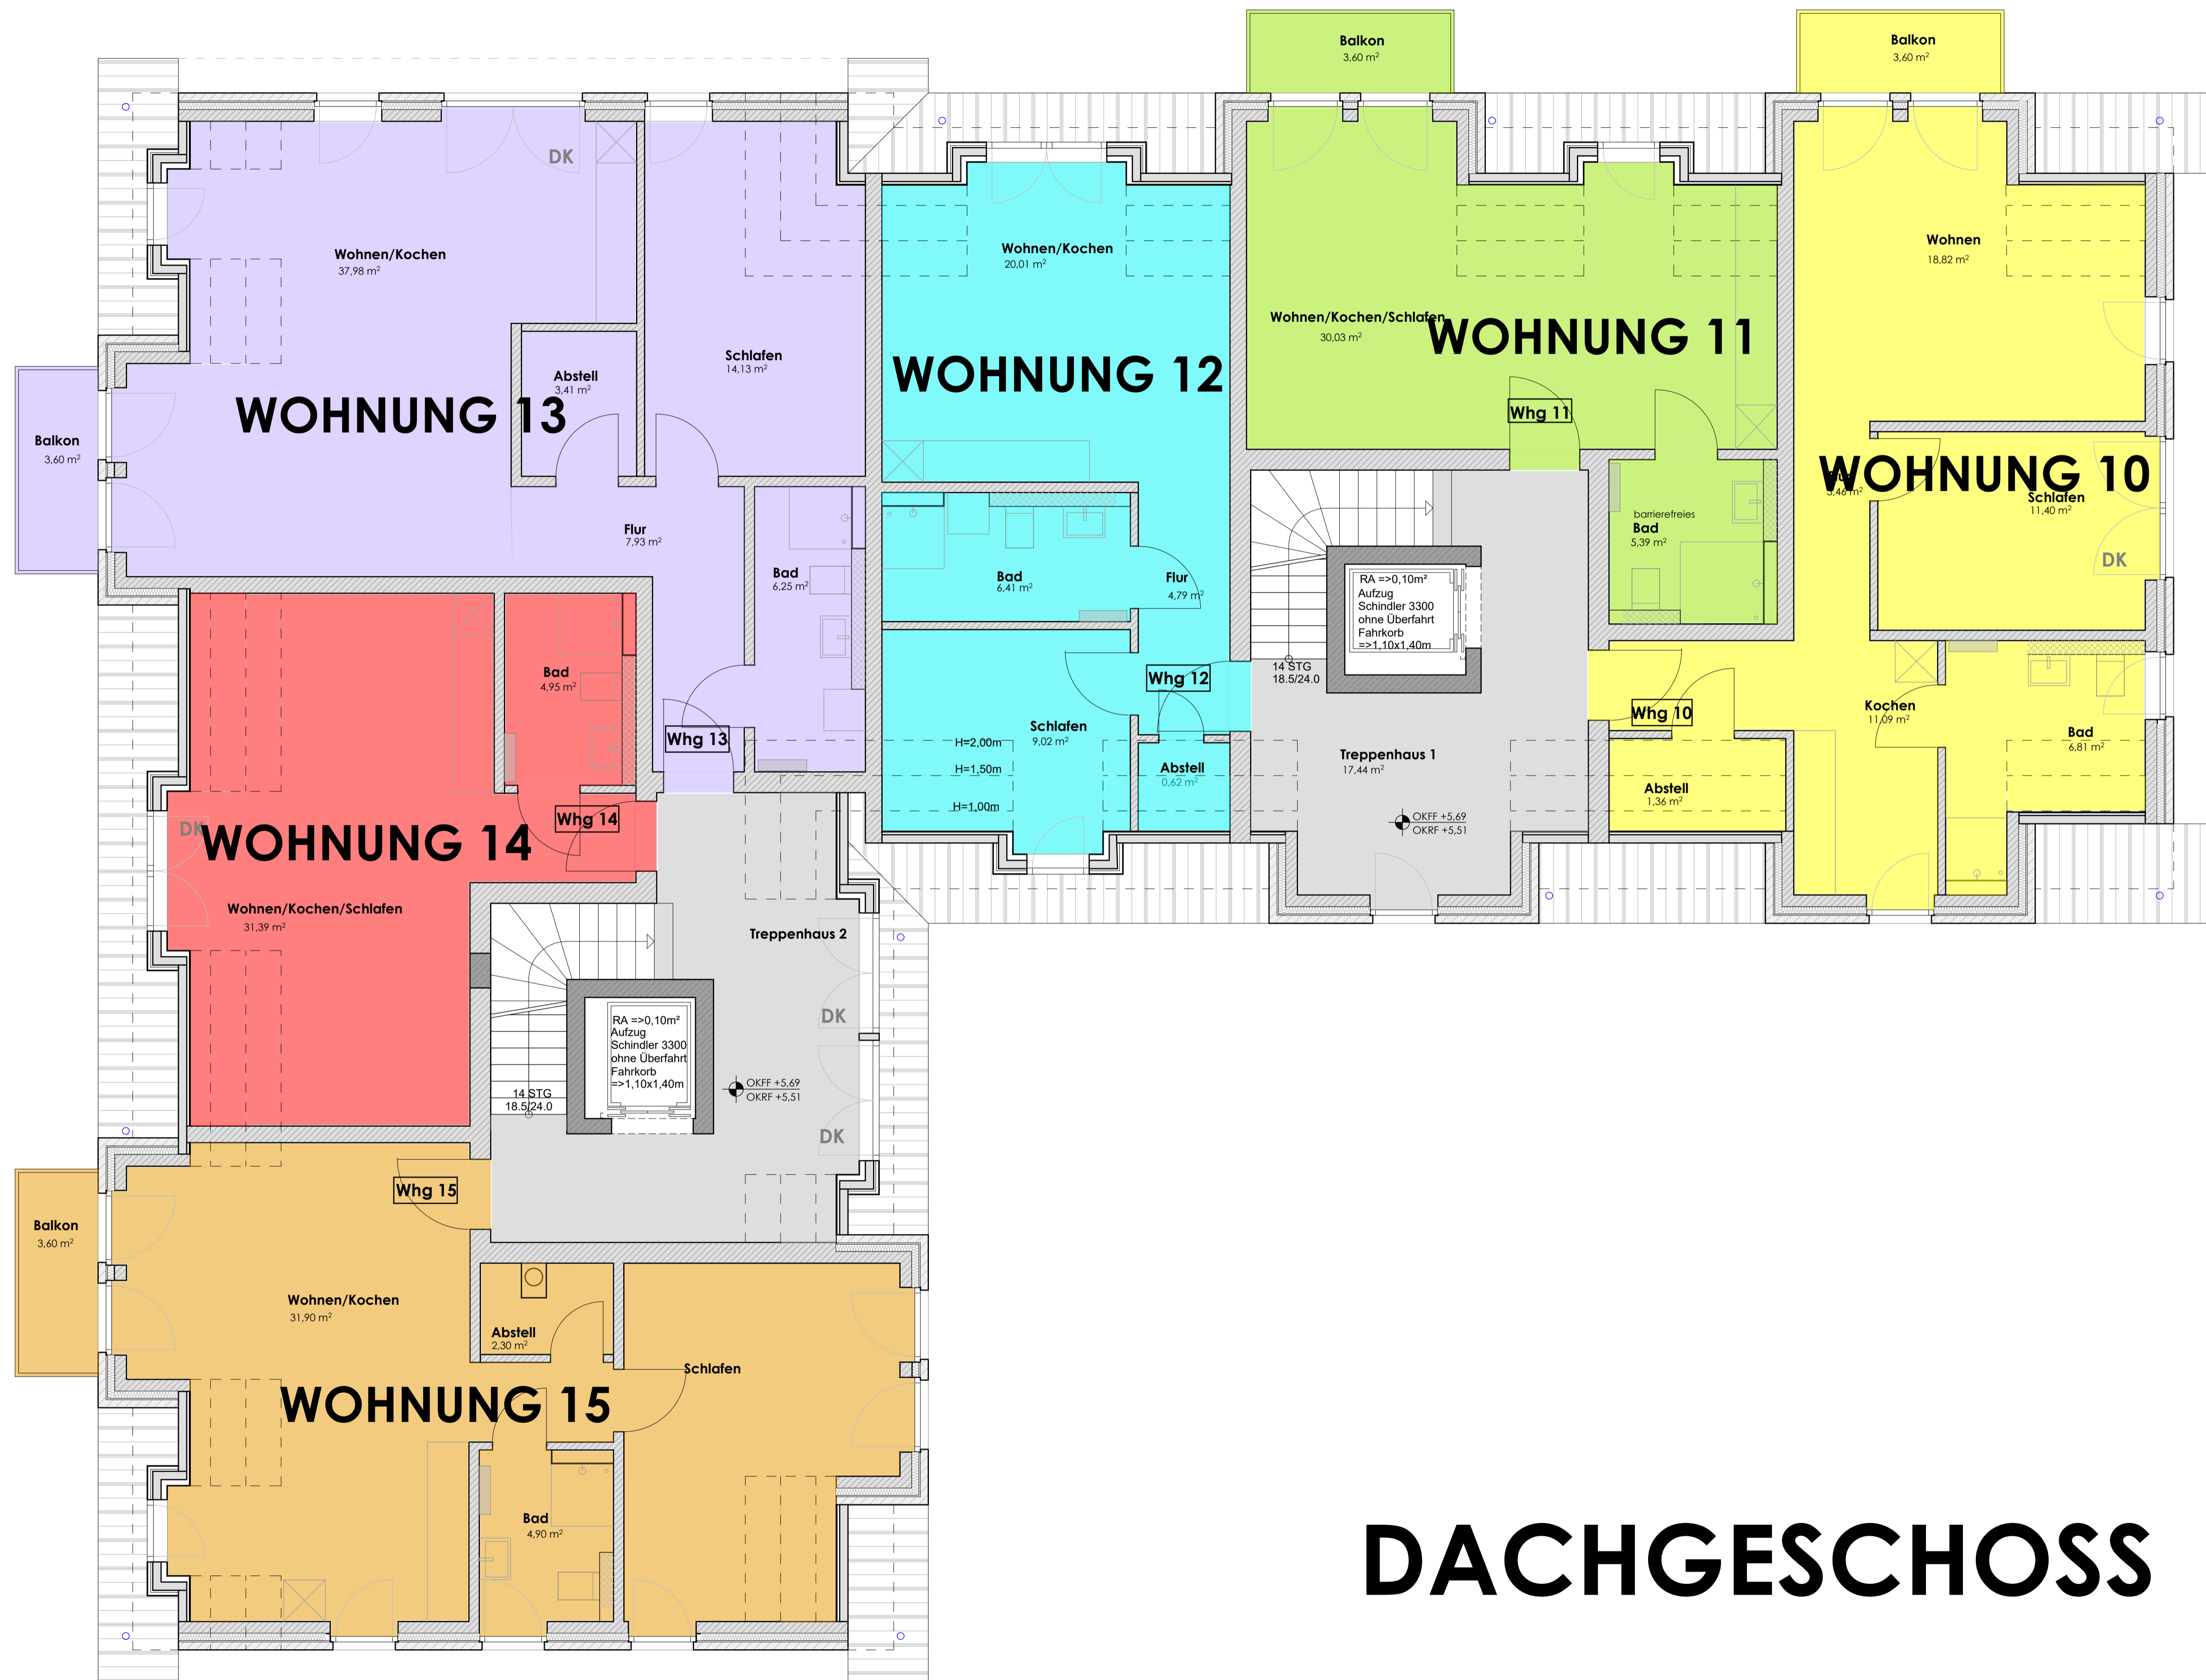 Balkon
3,60 m²
Balkon
3,60 m²
DK
Wohnen/Kochen
37,98 m²
Schlafen
14,13 m²
Abstell
3,41 m²
WOHNUNG 13
Balkon
3,60 m²
Flur
7,93 m²
Bad
6,25 m²
Whg 13
Wohnen/Kochen
20,01 m²
WOHNUNG 12
Bad
6,41 m²
Flur
4,79 m²
Whg 12
Schlafen
9,02 m²
H=2,00m
H=1,50m
H=1,00m
Abstell
0,62 m²
Wohnen/Kochen/Schlafen
30,03 m²
WOHNUNG 11
Whg 11
barrierefreies
Bad
5,39 m²
RA =>0,10m²
Aufzug
Schindler 3300
ohne Überfahrt
Fahrkorb
=>1,10x1,40m
14 STG
18.5/24.0
Treppenhaus 1
17,44 m²
OKFF +5,69
OKRF +5,51
Wohnen
18,82 m²
WOHNUNG 10
Schlafen
11,40 m²
DK
Whg 10
Kochen
11,09 m²
Bad
6,81 m²
Abstell
1,36 m²
Bad
4,95 m²
Whg 14
DK
WOHNUNG 14
Wohnen/Kochen/Schlafen
31,39 m²
Treppenhaus 2
DK
RA =>0,10m²
Aufzug
Schindler 3300
ohne Überfahrt
Fahrkorb
=>1,10x1,40m
14 STG
18.5/24.0
OKFF +5,69
OKRF +5,51
DK
Whg 15
Balkon
3,60 m²
Wohnen/Kochen
31,90 m²
Abstell
2,30 m²
Schlafen
WOHNUNG 15
Bad
4,90 m²
DACHGESCHOSS